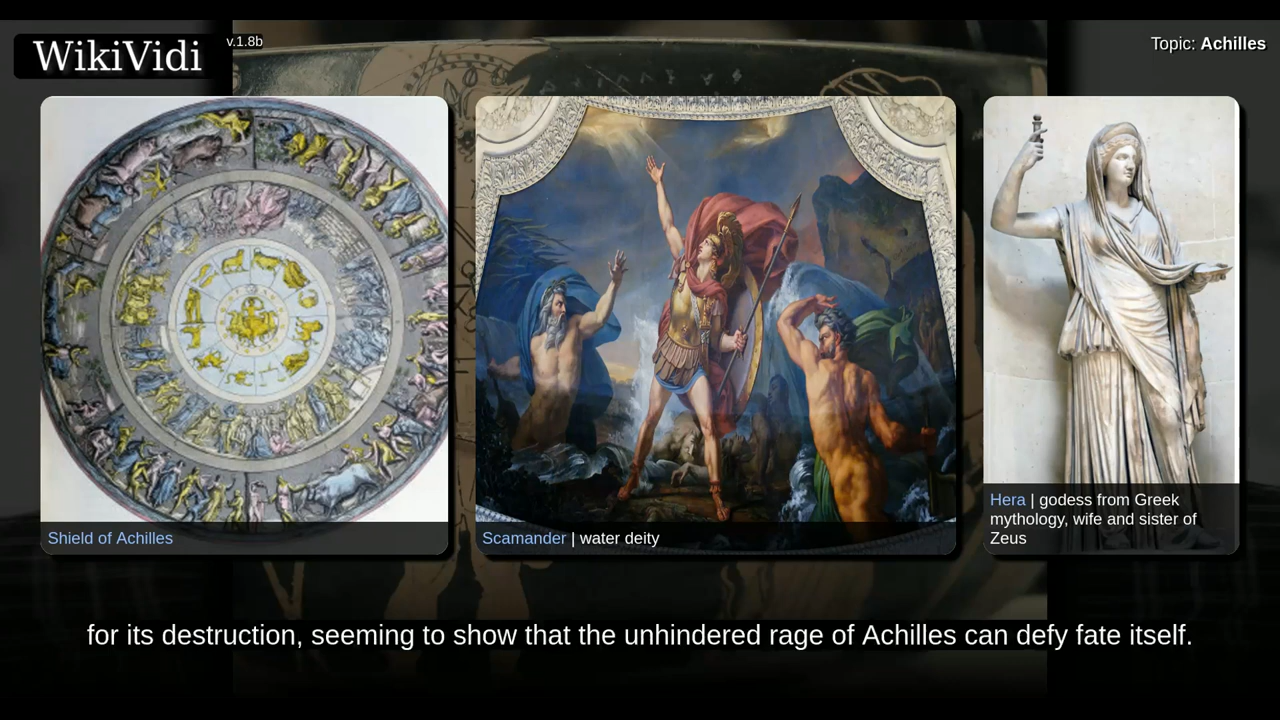 WikiVidi
v.1.8b
Topic: Achilles
Shield of Achilles
Scamander | water deity
Hera | godess from Greek
mythology, wife and sister of
Zeus
for its destruction, seeming to show that the unhindered rage of Achilles can defy fate itself.